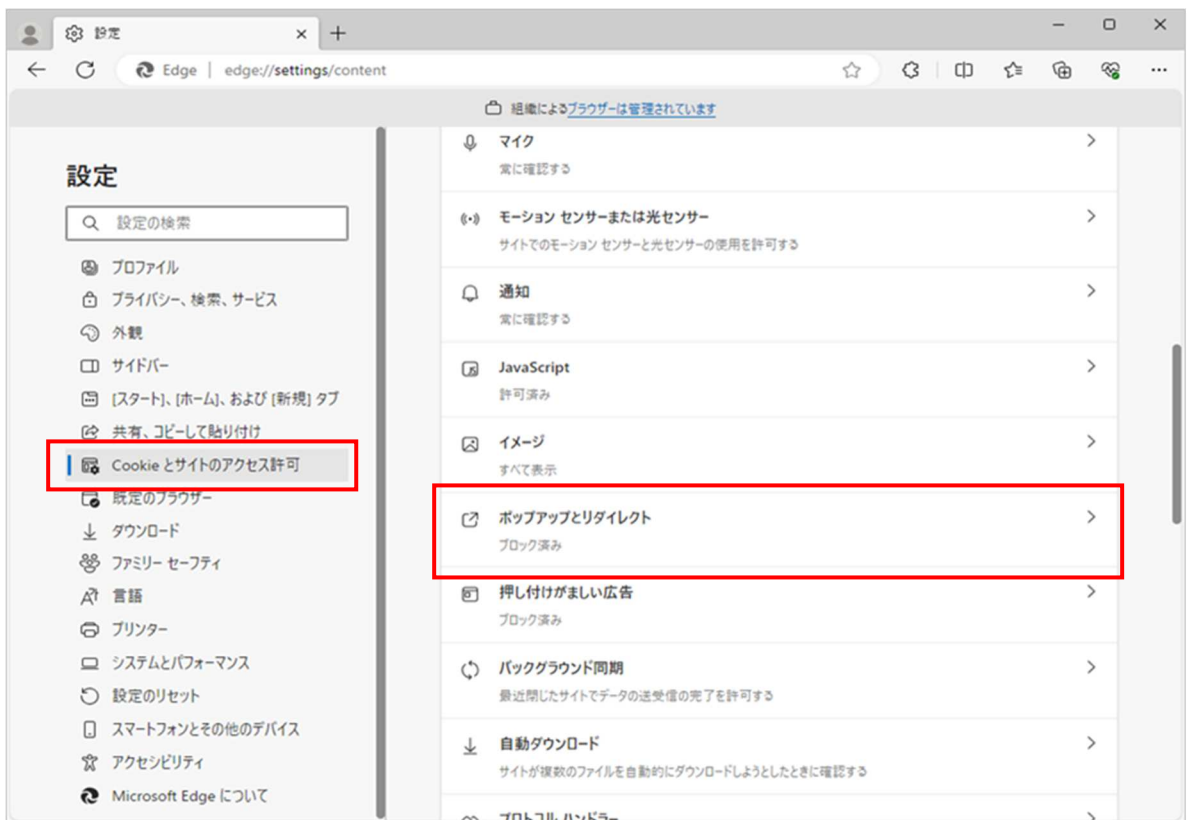 設定
Edge | edge://settings/content
組織によるブラウザーは管理されています
設定
設定の検索
プロファイル
プライバシー、検索、サービス
外観
サイドバー
[スタート]、[ホーム]、および [新規] タブ
共有、コピーして貼り付け
Cookie とサイトのアクセス許可
既定のブラウザー
ダウンロード
ファミリー セーフティ
言語
プリンター
システムとパフォーマンス
設定のリセット
スマートフォンとその他のデバイス
アクセシビリティ
Microsoft Edge について
マイク
常に確認する
モーション センサーまたは光センサー
サイトでのモーション センサーと光センサーの使用を許可する
通知
常に確認する
JavaScript
許可済み
イメージ
すべて表示
ポップアップとリダイレクト
ブロック済み
押し付けがましい広告
ブロック済み
バックグラウンド同期
最近閉じたサイトでデータの送受信の完了を許可する
自動ダウンロード
サイトが複数のファイルを自動的にダウンロードしようとしたときに確認する
プロトコル ハンドラー